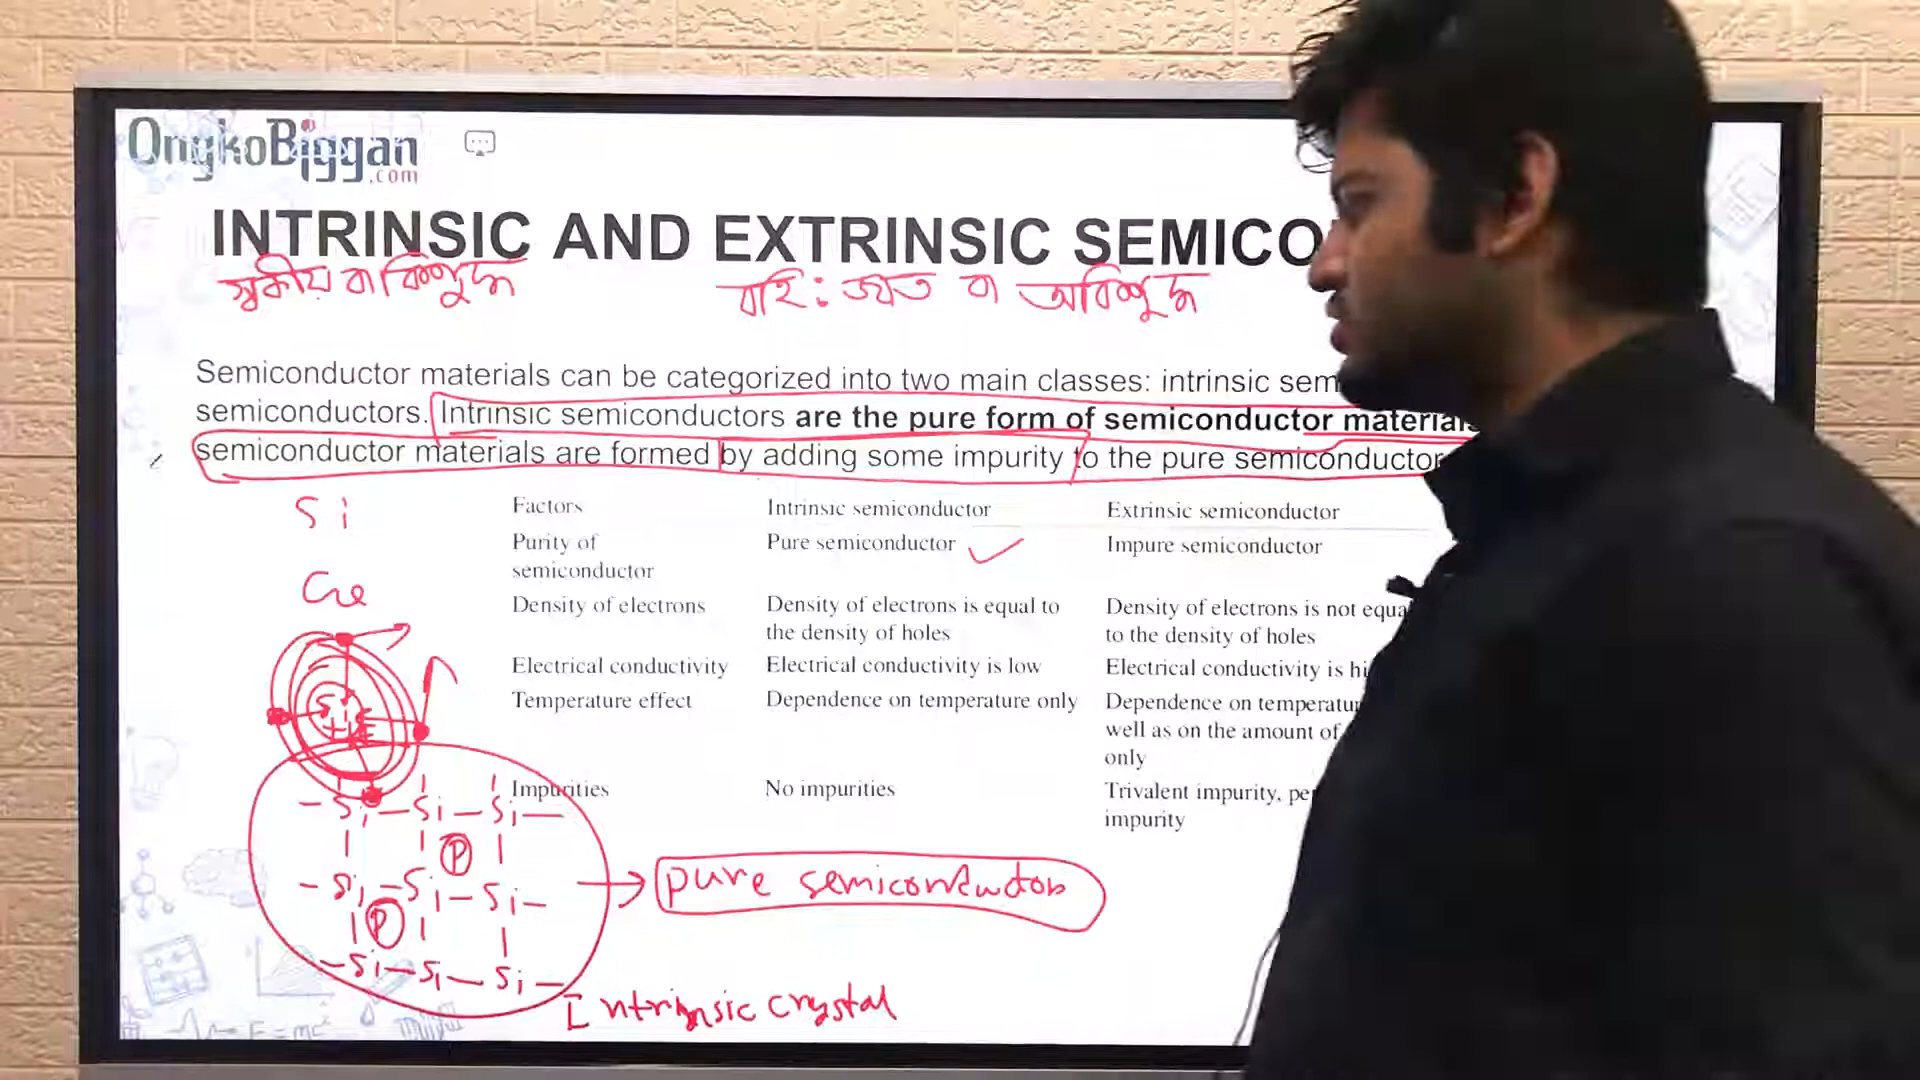 OngkoBiggan
.com
INTRINSIC AND EXTRINSIC SEMICO
স্বকীয় বা বিশুদ্ধ
বহি: জাত বা অবিশুদ্ধ
Semiconductor materials can be categorized into two main classes: intrinsic sem
semiconductors. Intrinsic semiconductors are the pure form of semiconductor materials
semiconductor materials are formed by adding some impurity to the pure semiconductor
Si
Factors Intrinsic semiconductor Extrinsic semiconductor
Purity of Pure semiconductor Impure semiconductor
semiconductor
Ge
Density of electrons Density of electrons is equal to Density of electrons is not equa
the density of holes to the density of holes
Electrical conductivity Electrical conductivity is low Electrical conductivity is hi
Temperature effect Dependence on temperature only Dependence on temperatur
well as on the amount of
only
Impurities No impurities Trivalent impurity, pe
impurity
-Si-Si-Si-
P
-Si-Si-Si-
P
-Si-Si-Si-
pure semiconductor
Intrinsic crystal
E=mc²